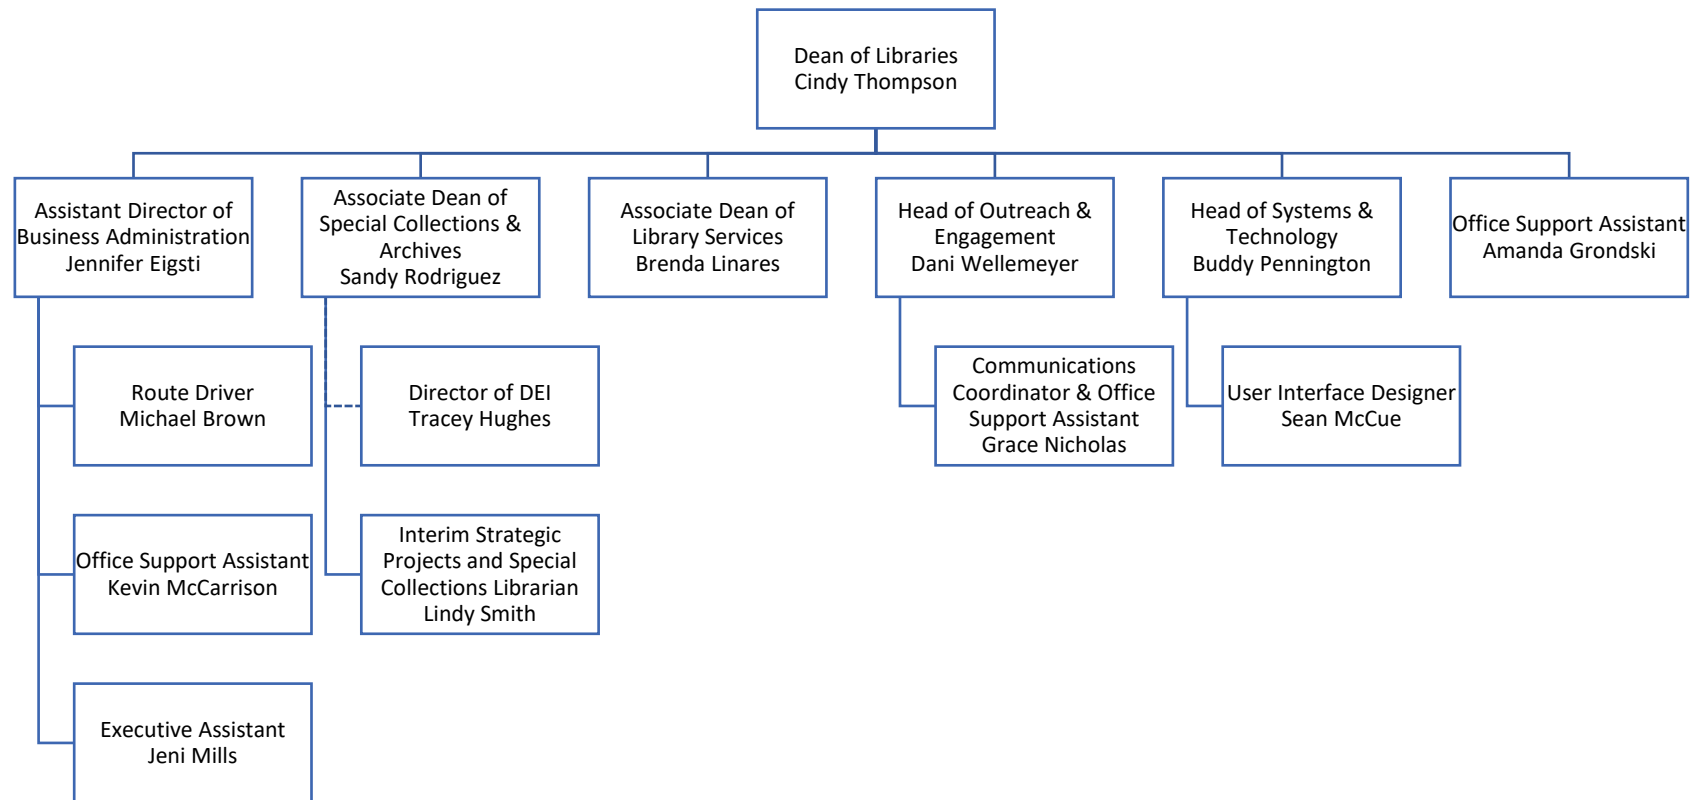 Dean of Libraries
Cindy Thompson
Assistant Director of
Business Administration
Jennifer Eigsti
Associate Dean of
Special Collections &
Archives
Sandy Rodriguez
Associate Dean of
Library Services
Brenda Linares
Head of Outreach &
Engagement
Dani Wellemeyer
Head of Systems &
Technology
Buddy Pennington
Office Support Assistant
Amanda Grondski
Route Driver
Michael Brown
Director of DEI
Tracey Hughes
Communications
Coordinator & Office
Support Assistant
Grace Nicholas
User Interface Designer
Sean McCue
Office Support Assistant
Kevin McCarrison
Interim Strategic
Projects and Special
Collections Librarian
Lindy Smith
Executive Assistant
Jeni Mills